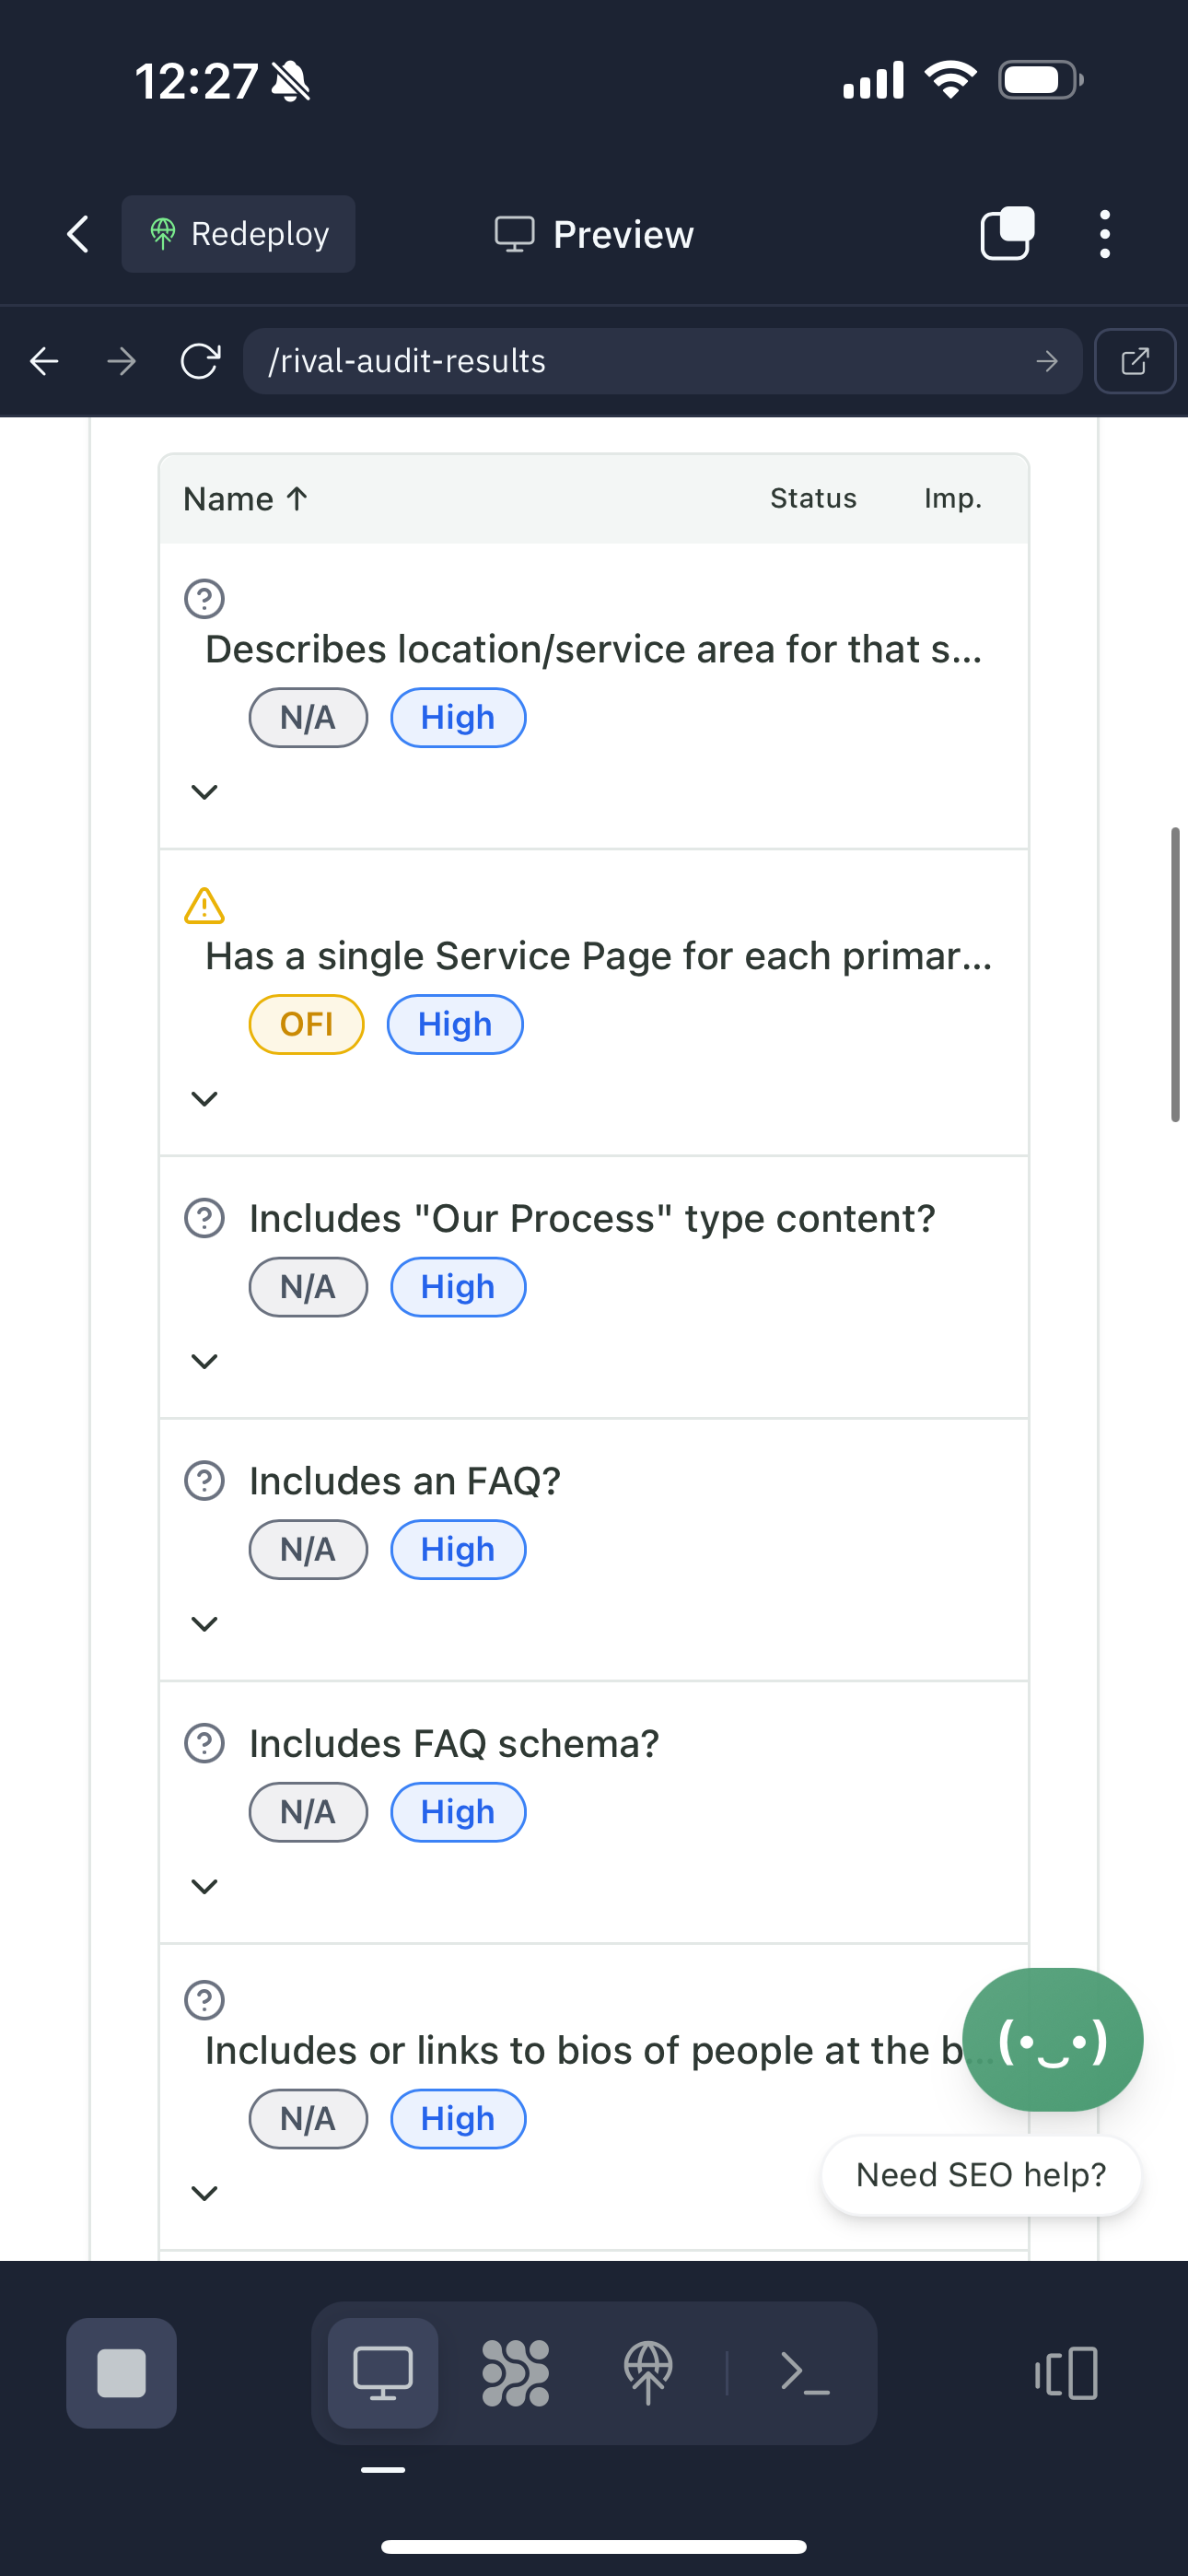 12:27
Redeploy
Preview
/rival-audit-results
Name ↑ Status Imp.
Describes location/service area for that s...
N/A High
Has a single Service Page for each primar...
OFI High
Includes "Our Process" type content?
N/A High
Includes an FAQ?
N/A High
Includes FAQ schema?
N/A High
Includes or links to bios of people at the b...
N/A High
Need SEO help?